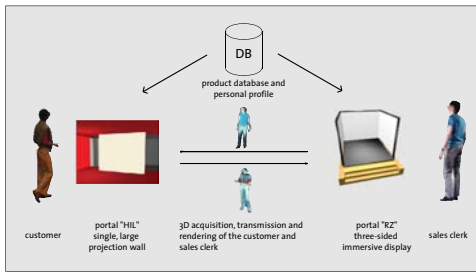 DB
product database and
personal profile
customer
portal "HIL"
single, large
projection wall
3D acquisition, transmission and
rendering of the customer and
sales clerk
portal "RZ"
three-sided
immersive display
sales clerk